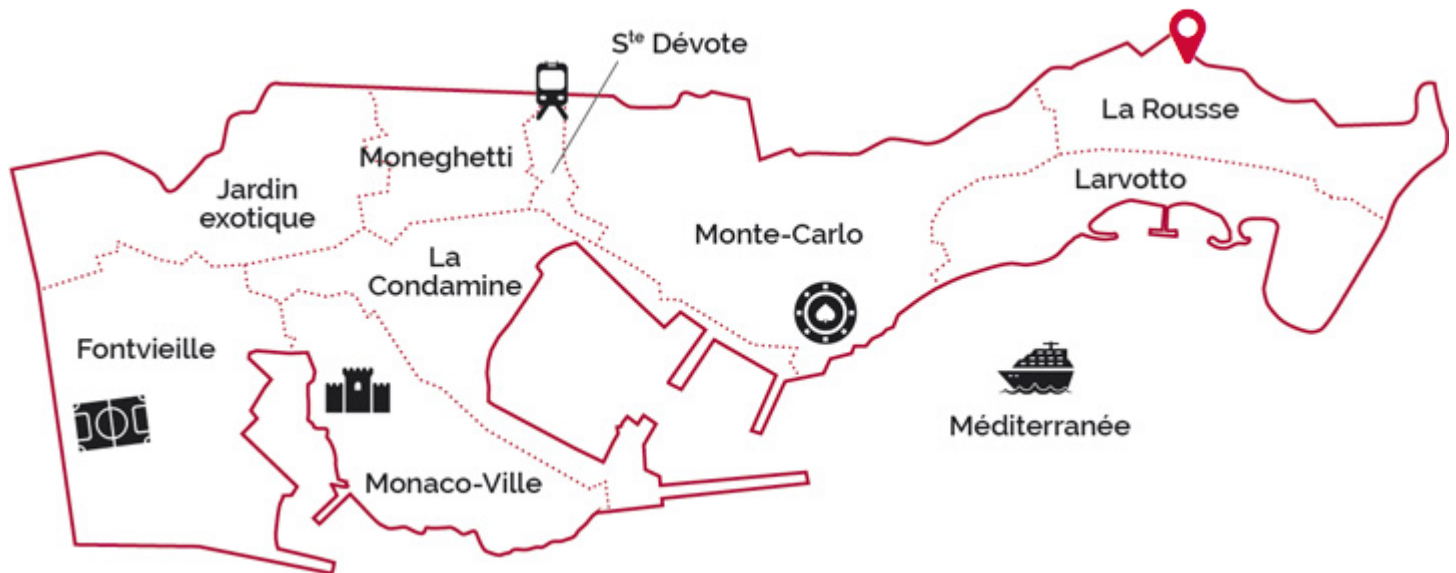 Sᵗᵉ Dévote
La Rousse
Moneghetti
Larvotto
Jardin
exotique
Monte-Carlo
La
Condamine
Fontvieille
Méditerranée
Monaco-Ville